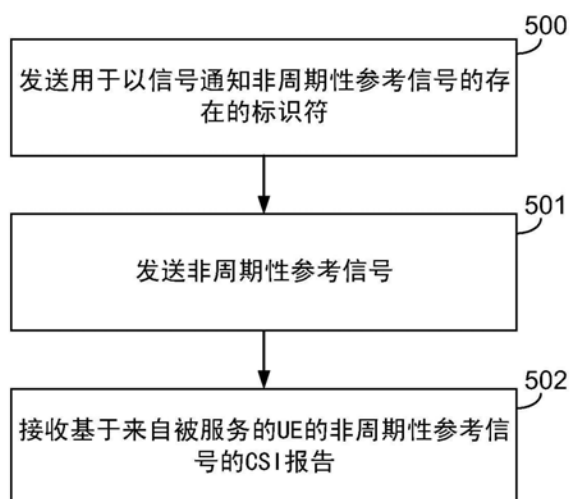 500
发送用于以信号通知非周期性参考信号的存
在的标识符
501
发送非周期性参考信号
502
接收基于来自被服务的UE的非周期性参考信
号的CSI报告